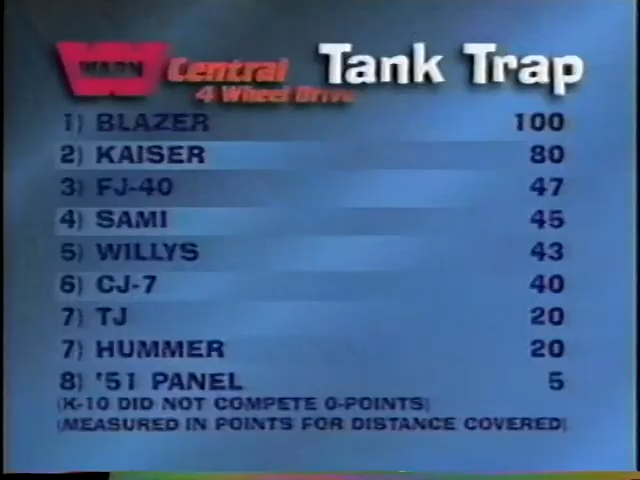 WARN Central Tank Trap
4 Wheel Drive
1) BLAZER 100
2) KAISER 80
3) FJ-40 47
4) SAMI 45
5) WILLYS 43
6) CJ-7 40
7) TJ 20
7) HUMMER 20
8) '51 PANEL 5
(K-10 DID NOT COMPETE 0-POINTS)
(MEASURED IN POINTS FOR DISTANCE COVERED)